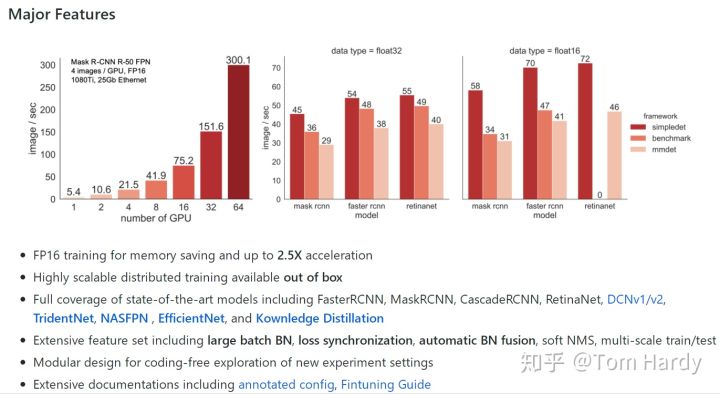 Major Features
Mask R-CNN R-50 FPN
4 images / GPU, FP16
1080Ti, 25Gb Ethernet
300.1
151.6
75.2
41.9
21.5
10.6
5.4
300
250
200
150
100
50
0
image / sec
1 2 4 8 16 32 64
number of GPU
data type = float32
70
60
50
40
30
20
10
0
image / sec
45 36 29
54 48 38
55 49 40
mask rcnn faster rcnn retinanet
model
data type = float16
58 34 31
70 47 41
72 0 46
mask rcnn faster rcnn retinanet
model
framework
simpledet
benchmark
mmdet
FP16 training for memory saving and up to 2.5X acceleration
Highly scalable distributed training available out of box
Full coverage of state-of-the-art models including FasterRCNN, MaskRCNN, CascadeRCNN, RetinaNet, DCNv1/v2,
TridentNet, NASFPN , EfficientNet, and Kownledge Distillation
Extensive feature set including large batch BN, loss synchronization, automatic BN fusion, soft NMS, multi-scale train/test
Modular design for coding-free exploration of new experiment settings
Extensive documentations including annotated config, Fintuning Guide
知乎 @Tom Hardy